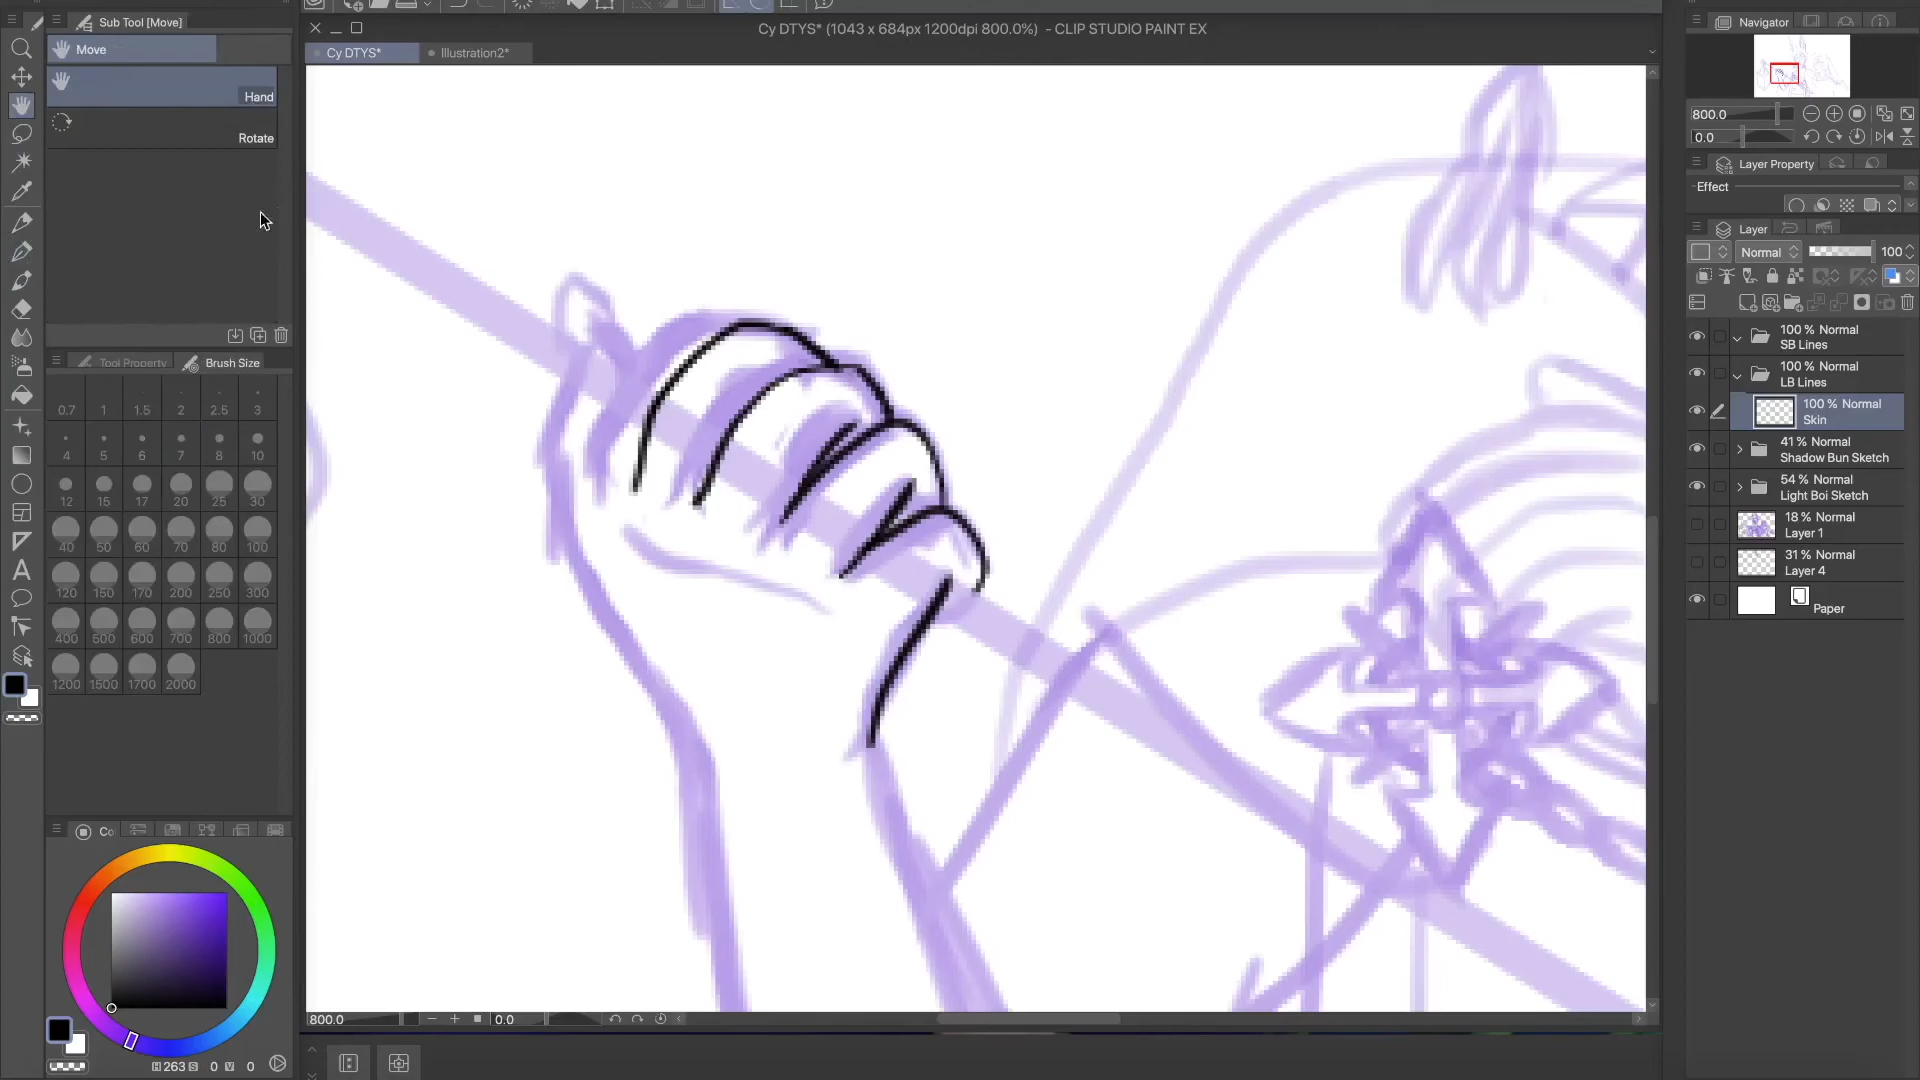 Sub Tool [Move]
Move
Hand
Rotate
Tool Property
Brush Size
0.7 1 1.5 2 2.5 3
4 5 6 7 8 10
12 15 17 20 25 30
40 50 60 70 80 100
120 150 170 200 250 300
400 500 600 700 800 1000
1200 1500 1700 2000
Co
H 263 S 0 V 0
Cy DTYS* (1043 x 684px 1200dpi 800.0%) - CLIP STUDIO PAINT EX
Cy DTYS*
Illustration2*
800.0
0.0
Navigator
800.0
0.0
Layer Property
Effect
Layer
Normal
100
100 % Normal
SB Lines
100 % Normal
LB Lines
100 % Normal
Skin
41 % Normal
Shadow Bun Sketch
54 % Normal
Light Boi Sketch
18 % Normal
Layer 1
31 % Normal
Layer 4
Paper